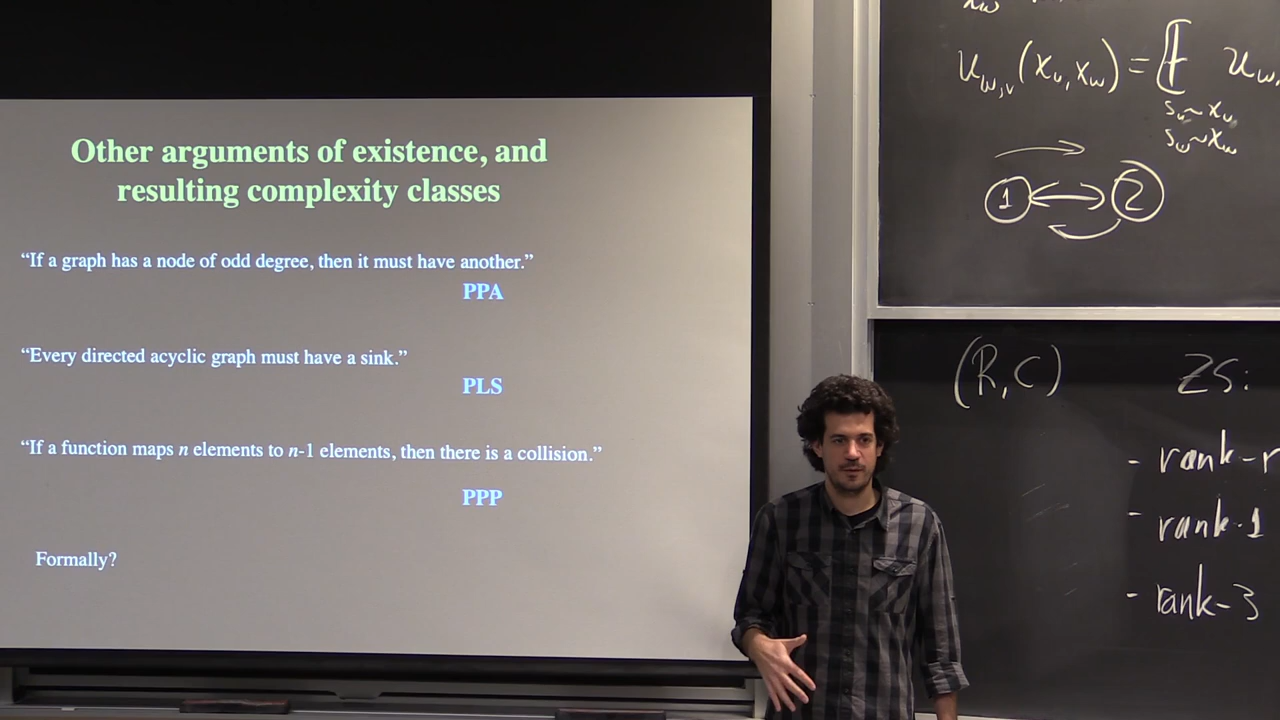 Other arguments of existence, and
resulting complexity classes
“If a graph has a node of odd degree, then it must have another.”
PPA
“Every directed acyclic graph must have a sink.”
PLS
“If a function maps n elements to n-1 elements, then there is a collision.”
PPP
Formally?
1
2
(R,C)
ZS:
- rank-r
- rank-1
- rank-3